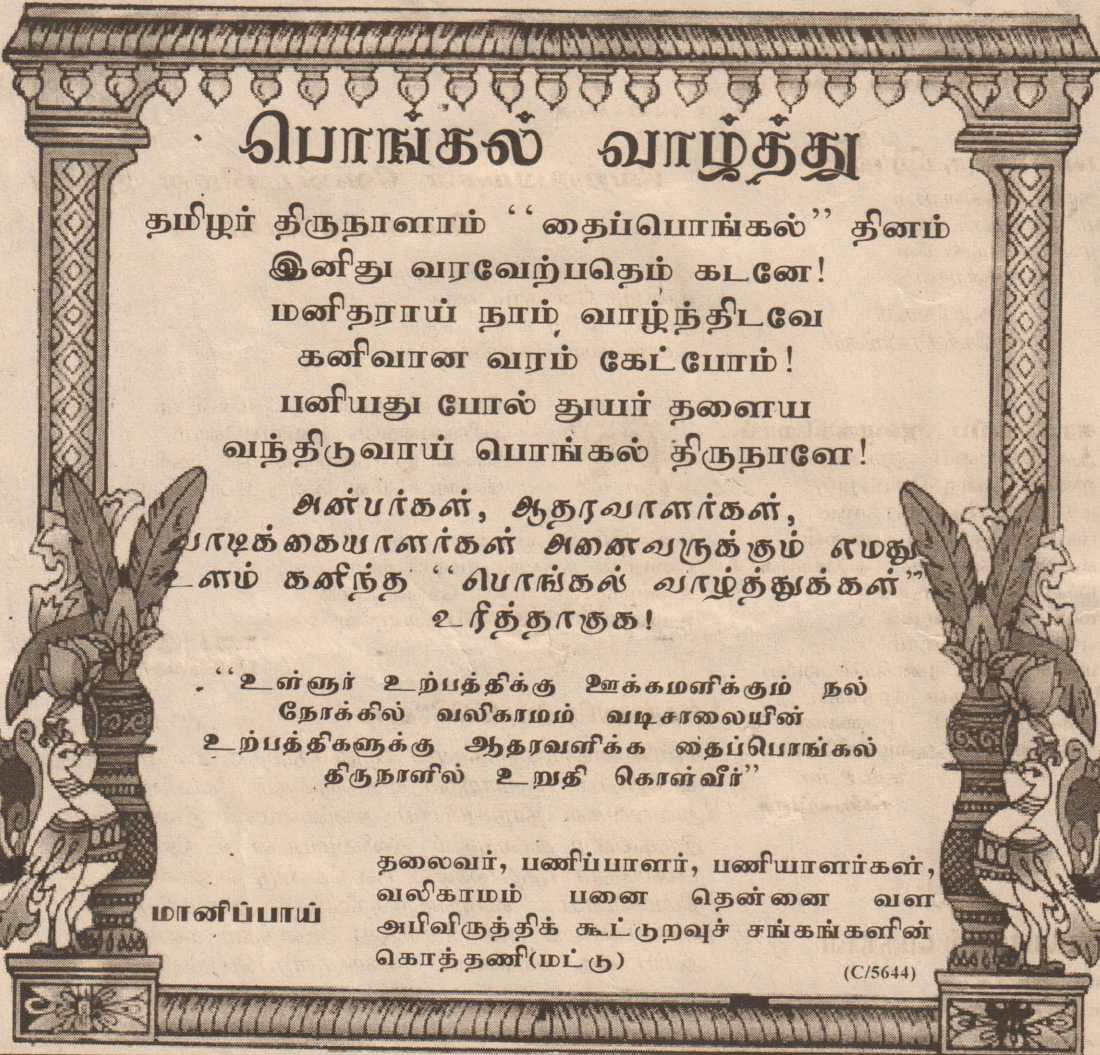 பொங்கல் வாழ்த்து
தமிழர் திருநாளாம் ‘‘தைப்பொங்கல்’’ தினம்
இனிது வரவேற்பதெம் கடனே!
மனிதராய் நாம் வாழ்ந்திடவே
கனிவான வரம் கேட்போம்!
பனியது போல் துயர் தளைய
வந்திடுவாய் பொங்கல் திருநாளே!
அன்பர்கள், ஆதரவாளர்கள்,
வாடிக்கையாளர்கள் அனைவருக்கும் எமது
உளம் கனிந்த ‘‘பொங்கல் வாழ்த்துக்கள்’’
உரித்தாகுக!
‘‘உள்ளூர் உற்பத்திக்கு ஊக்கமளிக்கும் நல்
நோக்கில் வலிகாமம் வடிசாலையின்
உற்பத்திகளுக்கு ஆதரவளிக்க தைப்பொங்கல்
திருநாளில் உறுதி கொள்வீர்’’
தலைவர், பணிப்பாளர், பணியாளர்கள்,
வலிகாமம் பனை தென்னை வள
மானிப்பாய்
அபிவிருத்திக் கூட்டுறவுச் சங்கங்களின்
கொத்தணி(மட்டு)
(C/5644)